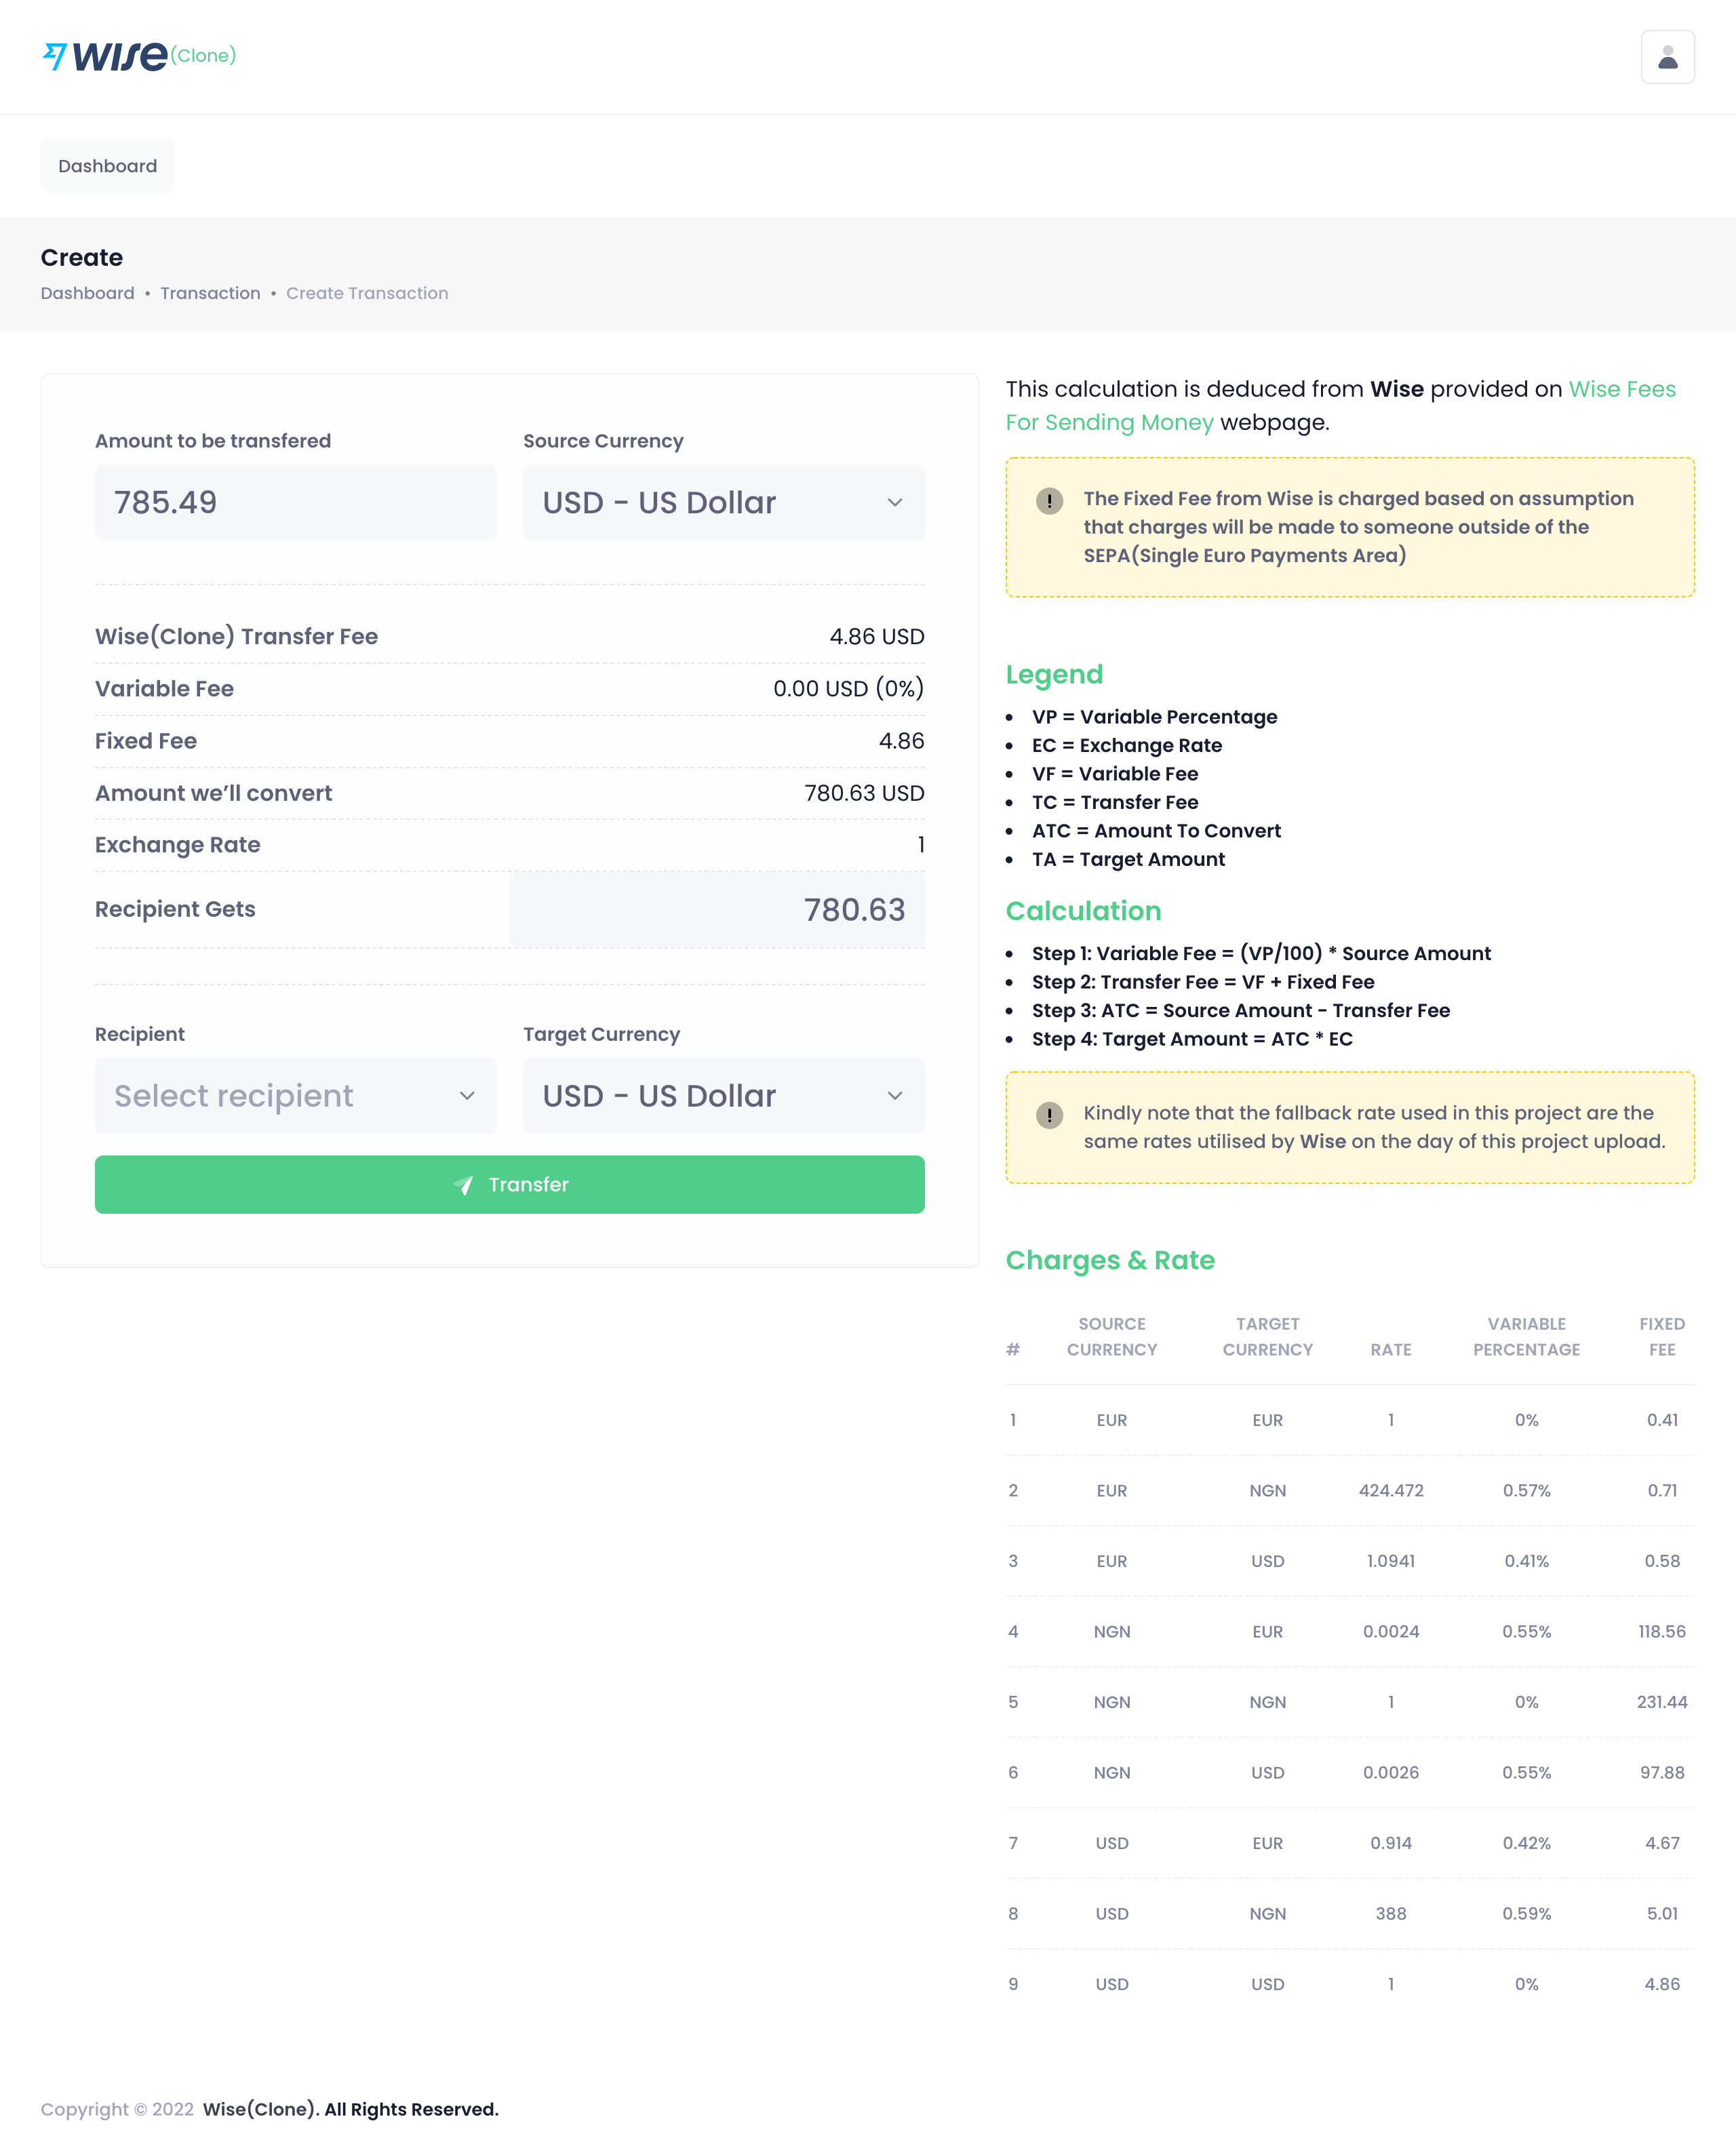 wise(Clone)
Dashboard
Create
Dashboard • Transaction • Create Transaction
Amount to be transfered
Source Currency
785.49
USD - US Dollar
Wise(Clone) Transfer Fee 4.86 USD
Variable Fee 0.00 USD (0%)
Fixed Fee 4.86
Amount we’ll convert 780.63 USD
Exchange Rate 1
Recipient Gets 780.63
Recipient
Target Currency
Select recipient
USD - US Dollar
Transfer
This calculation is deduced from Wise provided on Wise Fees
For Sending Money webpage.
! The Fixed Fee from Wise is charged based on assumption
that charges will be made to someone outside of the
SEPA(Single Euro Payments Area)
Legend
• VP = Variable Percentage
• EC = Exchange Rate
• VF = Variable Fee
• TC = Transfer Fee
• ATC = Amount To Convert
• TA = Target Amount
Calculation
• Step 1: Variable Fee = (VP/100) * Source Amount
• Step 2: Transfer Fee = VF + Fixed Fee
• Step 3: ATC = Source Amount - Transfer Fee
• Step 4: Target Amount = ATC * EC
! Kindly note that the fallback rate used in this project are the
same rates utilised by Wise on the day of this project upload.
Charges & Rate
# SOURCE CURRENCY TARGET CURRENCY RATE VARIABLE PERCENTAGE FIXED FEE
1 EUR EUR 1 0% 0.41
2 EUR NGN 424.472 0.57% 0.71
3 EUR USD 1.0941 0.41% 0.58
4 NGN EUR 0.0024 0.55% 118.56
5 NGN NGN 1 0% 231.44
6 NGN USD 0.0026 0.55% 97.88
7 USD EUR 0.914 0.42% 4.67
8 USD NGN 388 0.59% 5.01
9 USD USD 1 0% 4.86
Copyright © 2022 Wise(Clone). All Rights Reserved.